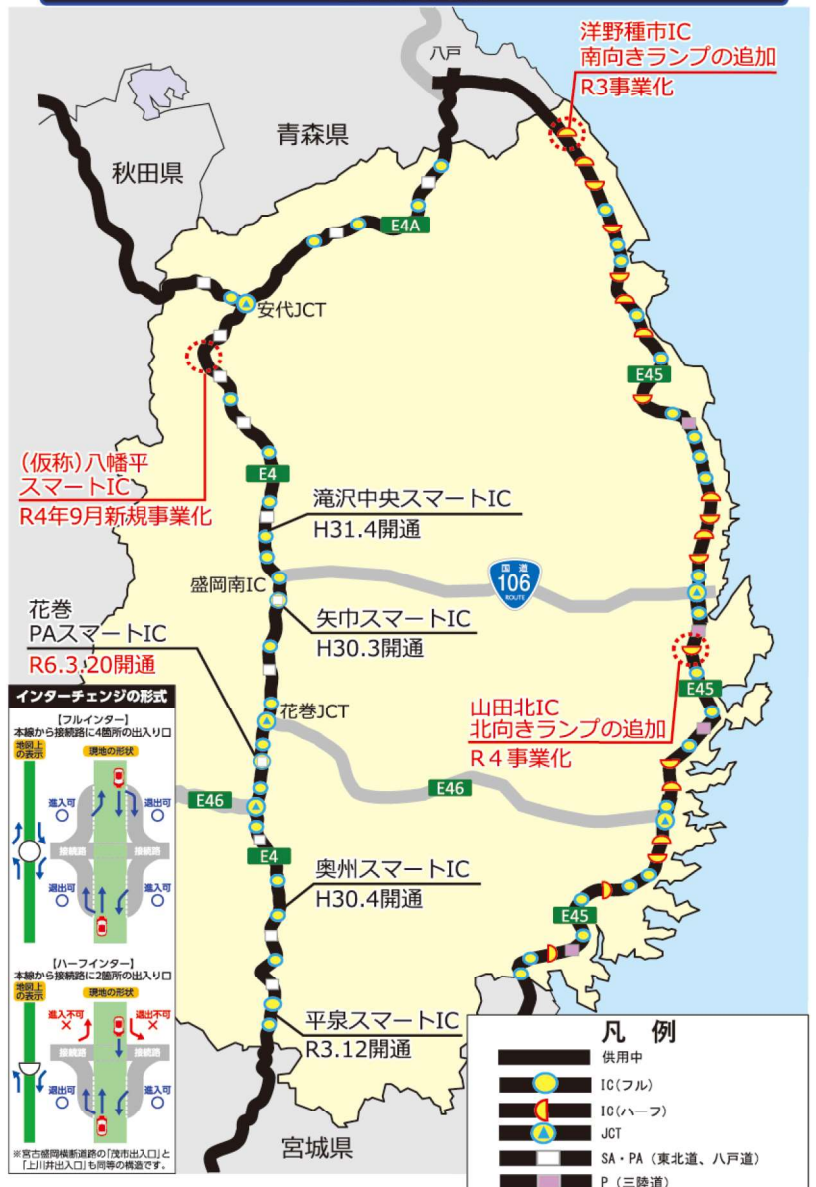 八戸
洋野種市IC
南向きランプの追加
R3事業化
青森県
秋田県
E4A
安代JCT
E45
(仮称)八幡平
スマートIC
R4年9月新規事業化
E4
滝沢中央スマートIC
H31.4開通
盛岡南IC
国道
106
ROUTE
矢巾スマートIC
H30.3開通
花巻
PAスマートIC
R6.3.20開通
花巻JCT
山田北IC
北向きランプの追加
R4事業化
E45
E46
E46
E4
奥州スマートIC
H30.4開通
E45
平泉スマートIC
R3.12開通
宮城県
インターチェンジの形式
【フルインター】
本線から接続路に4箇所の出入り口
地図上
の表示
現地の形状
進入可
○
退出可
○
接続路
接続路
退出可
○
進入可
○
【ハーフインター】
本線から接続路に2箇所の出入り口
地図上
の表示
現地の形状
進入不可
×
退出不可
×
接続路
接続路
退出可
○
進入可
○
※宮古盛岡横断道路の「茂市出入口」と
「上川井出入口」も同等の構造です。
凡 例
供用中
IC(フル)
IC(ハーフ)
JCT
SA・PA（東北道、八戸道）
P（三陸道）